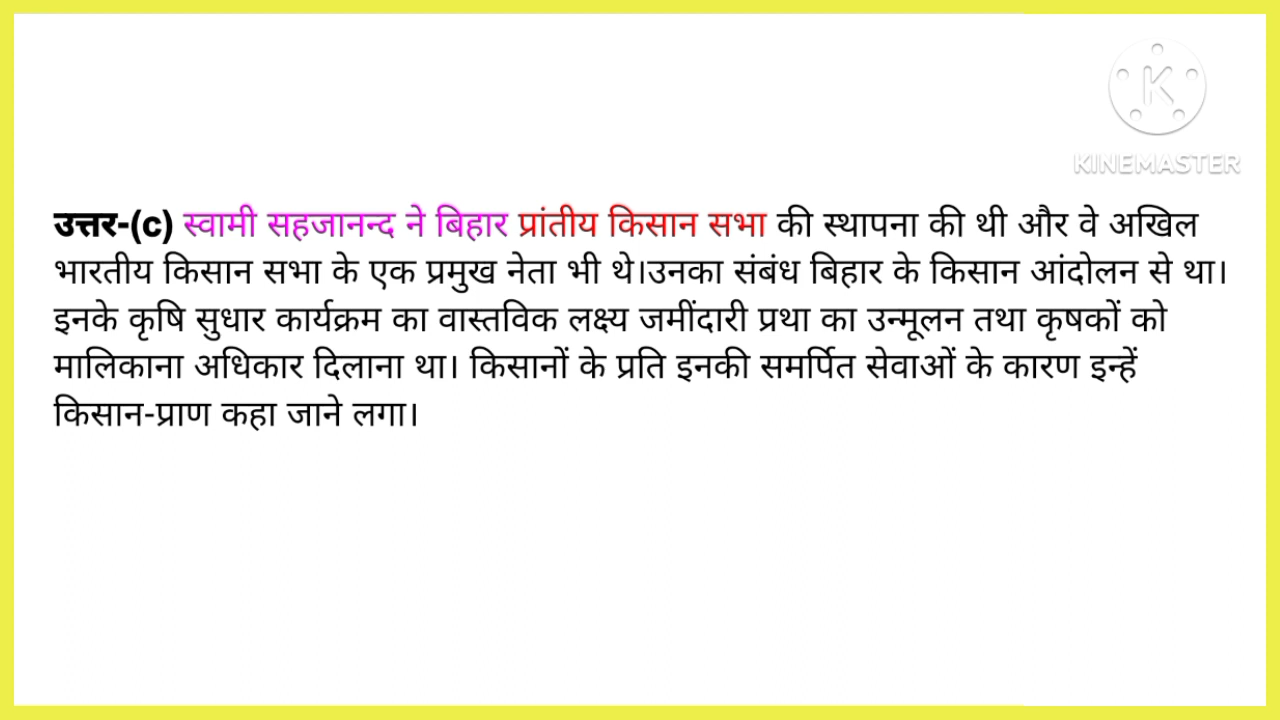 K
KINEMASTER
उत्तर-(c) स्वामी सहजानन्द ने बिहार प्रांतीय किसान सभा की स्थापना की थी और वे अखिल
भारतीय किसान सभा के एक प्रमुख नेता भी थे।उनका संबंध बिहार के किसान आंदोलन से था।
इनके कृषि सुधार कार्यक्रम का वास्तविक लक्ष्य जमींदारी प्रथा का उन्मूलन तथा कृषकों को
मालिकाना अधिकार दिलाना था। किसानों के प्रति इनकी समर्पित सेवाओं के कारण इन्हें
किसान-प्राण कहा जाने लगा।